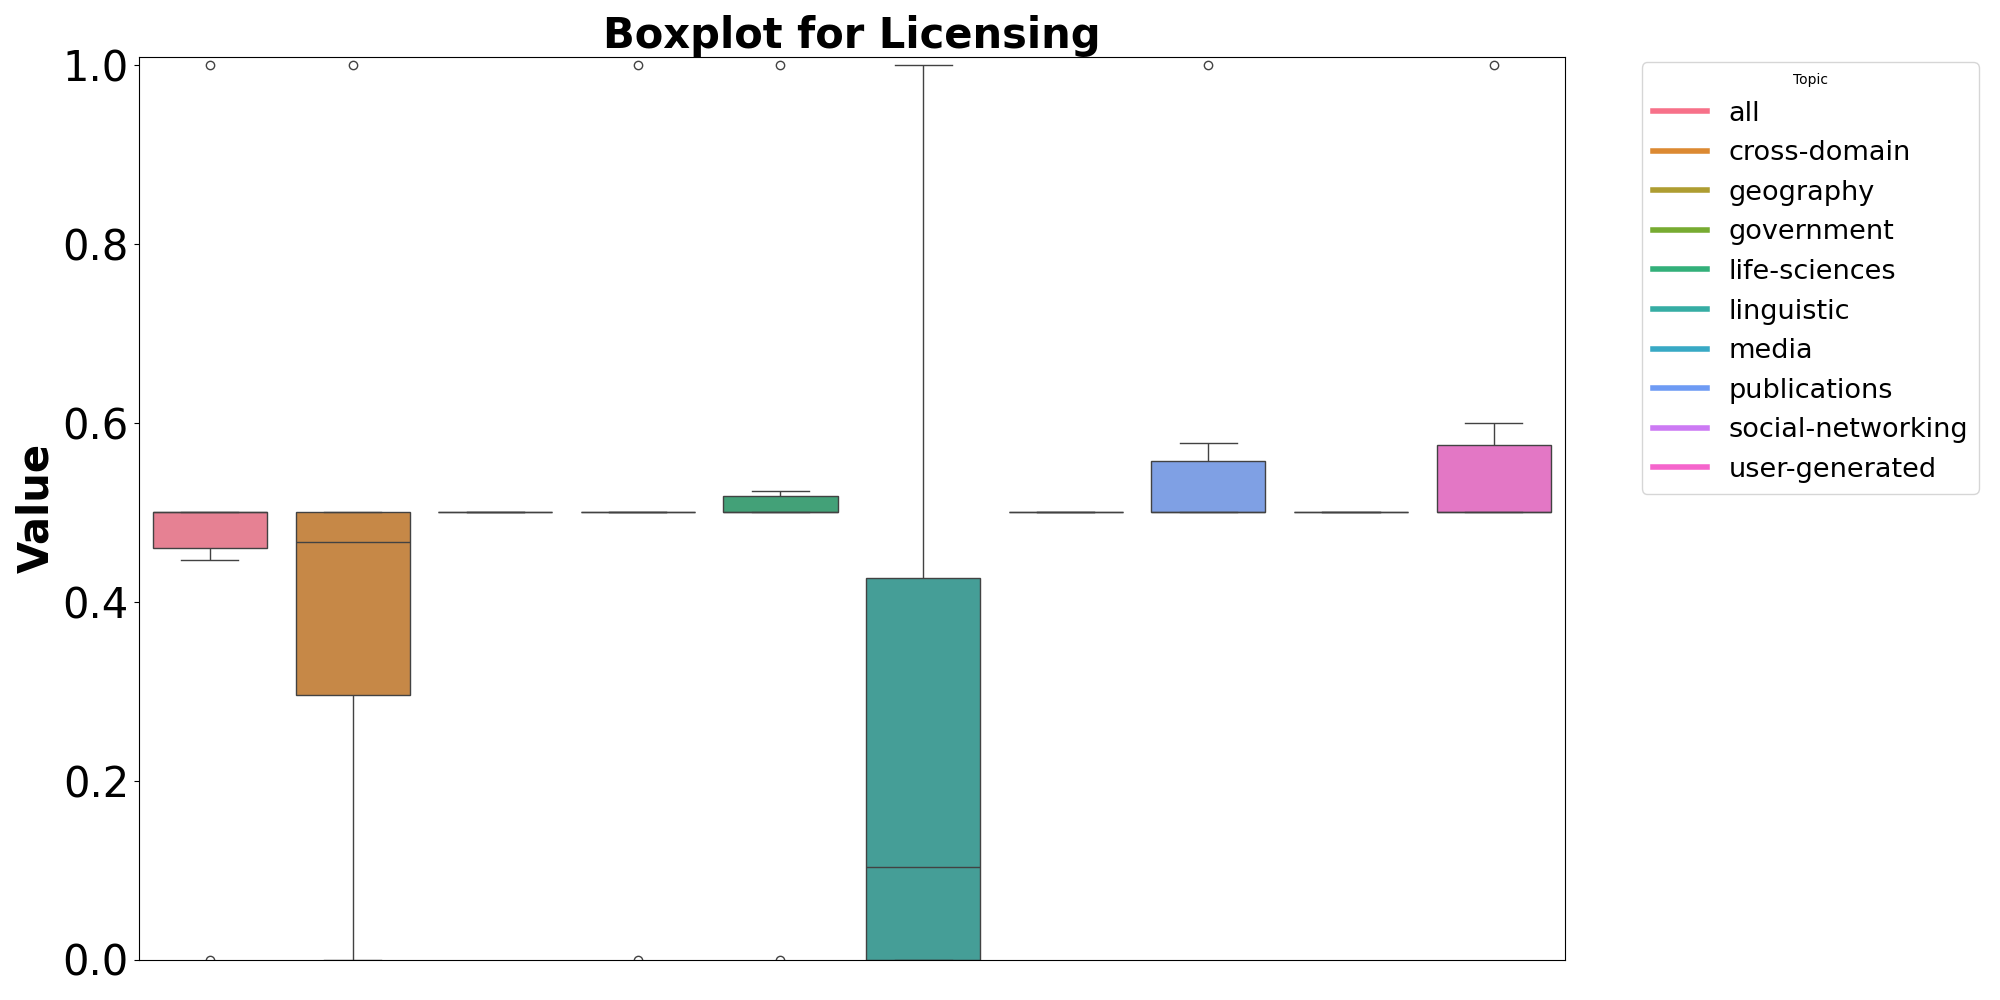 Boxplot for Licensing
Value
1.0
0.8
0.6
0.4
0.2
0.0
Topic
all
cross-domain
geography
government
life-sciences
linguistic
media
publications
social-networking
user-generated